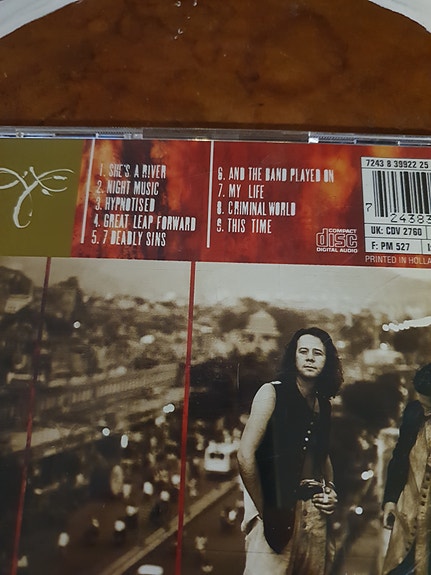 1. SHE'S A RIVER
2. NIGHT MUSIC
3. HYPNOTISED
4. GREAT LEAP FORWARD
5. 7 DEADLY SINS
6. AND THE BAND PLAYED ON
7. MY LIFE
8. CRIMINAL WORLD
9. THIS TIME
COMPACT
disc
DIGITAL AUDIO
7243 8 39922 25
7 24383
UK: CDV 2760
F: PM 527
PRINTED IN HOLLA